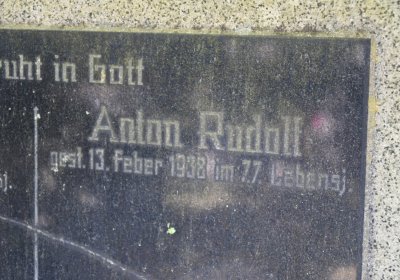 ruht in Gott
Anton Rudolf
gest. 13. Feber 1938 im 77. Lebensj.
j.